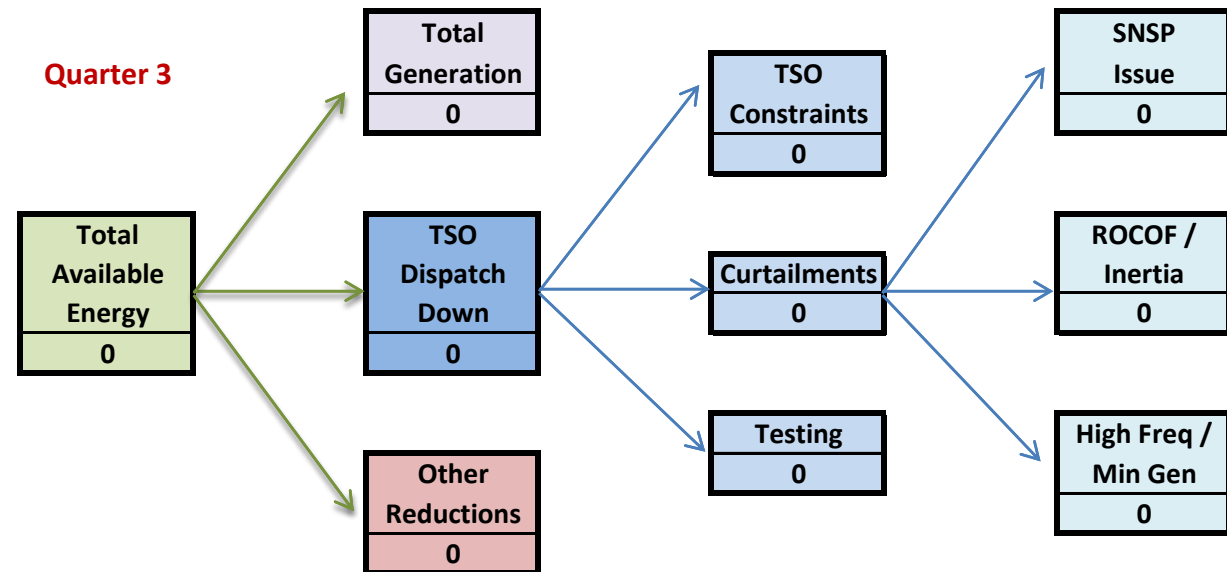 Quarter 3
Total
Generation
0
Total
Available
Energy
0
TSO
Dispatch
Down
0
Other
Reductions
0
TSO
Constraints
0
Curtailments
0
Testing
0
SNSP
Issue
0
ROCOF /
Inertia
0
High Freq /
Min Gen
0